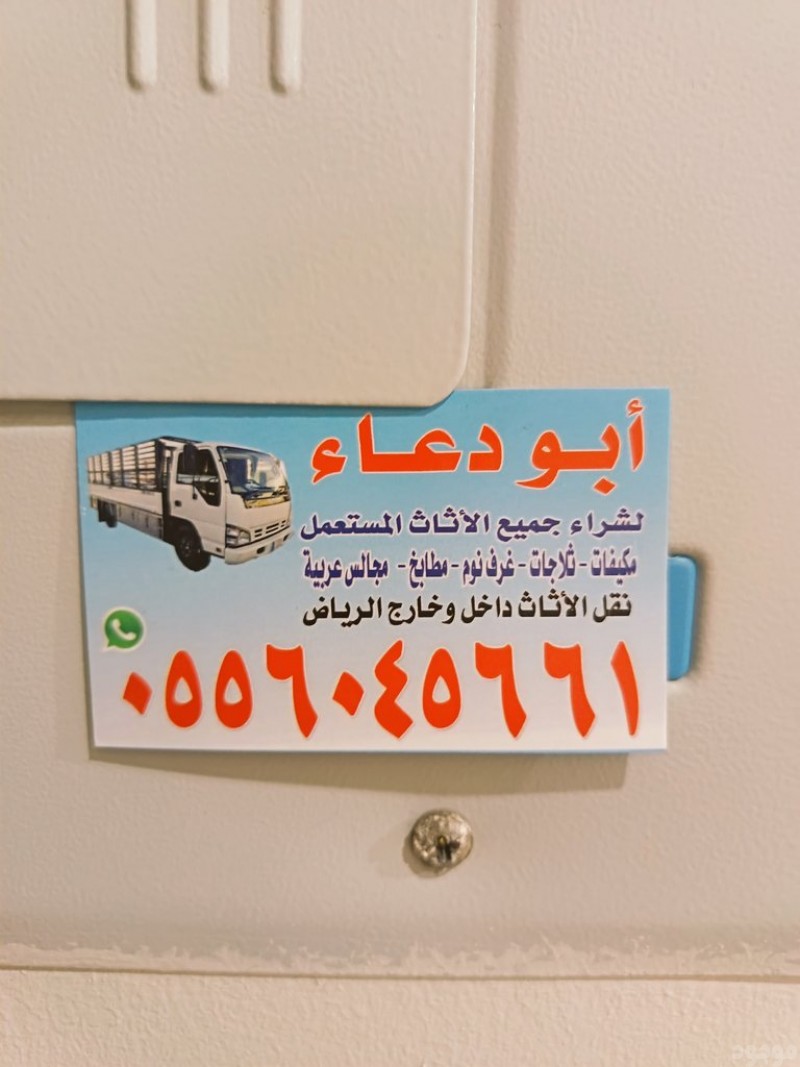 أبو دعاء
لشراء جميع الأثاث المستعمل
مكيفات - ثلاجات - غرف نوم - مطابخ - مجالس عربية
نقل الأثاث داخل وخارج الرياض
٠٥٥٦٠٤٥٦٦١
موجود